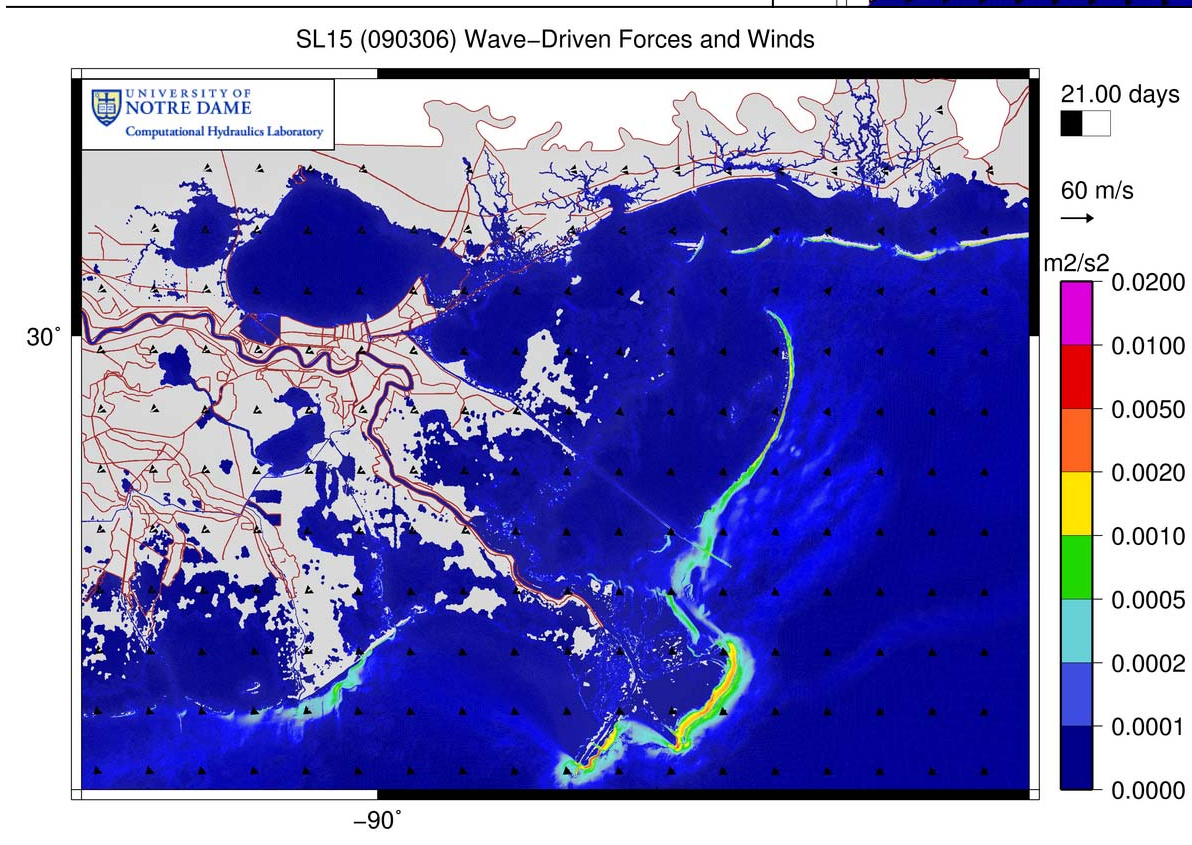 SL15 (090306) Wave−Driven Forces and Winds
UNIVERSITY OF
NOTRE DAME
Computational Hydraulics Laboratory
21.00 days
60 m/s
m2/s2
0.0200
0.0100
0.0050
0.0020
0.0010
0.0005
0.0002
0.0001
0.0000
30°
−90°